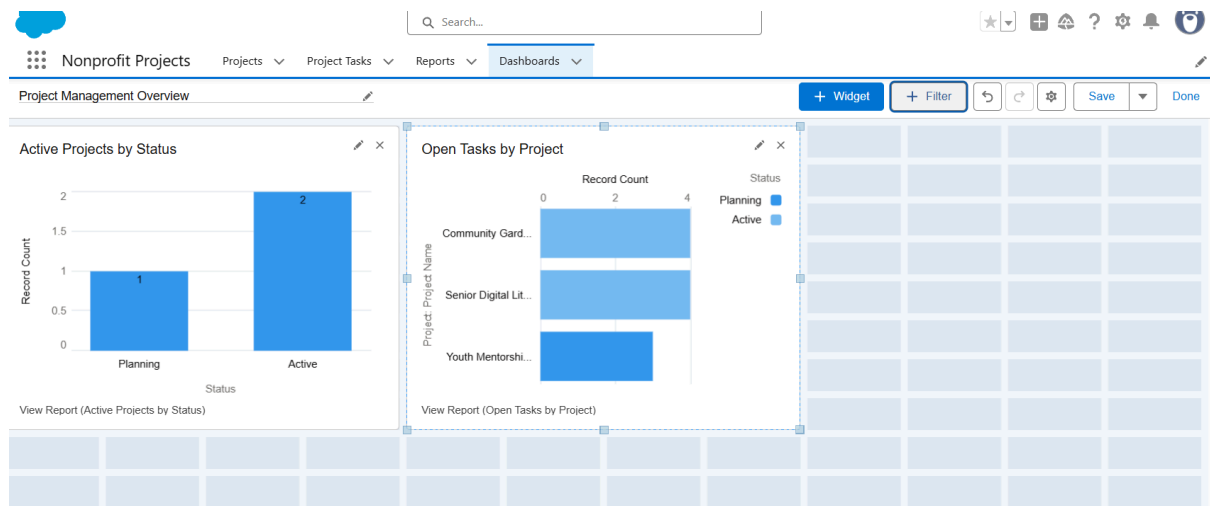 Search...
Nonprofit Projects Projects Project Tasks Reports Dashboards
Project Management Overview + Widget + Filter Save Done
Active Projects by Status
2
1.5
1
0.5
0
Record Count
1
2
Planning Active
Status
View Report (Active Projects by Status)
Open Tasks by Project
Record Count
0 2 4
Project: Project Name
Community Gard...
Senior Digital Lit...
Youth Mentorshi...
Status
Planning
Active
View Report (Open Tasks by Project)